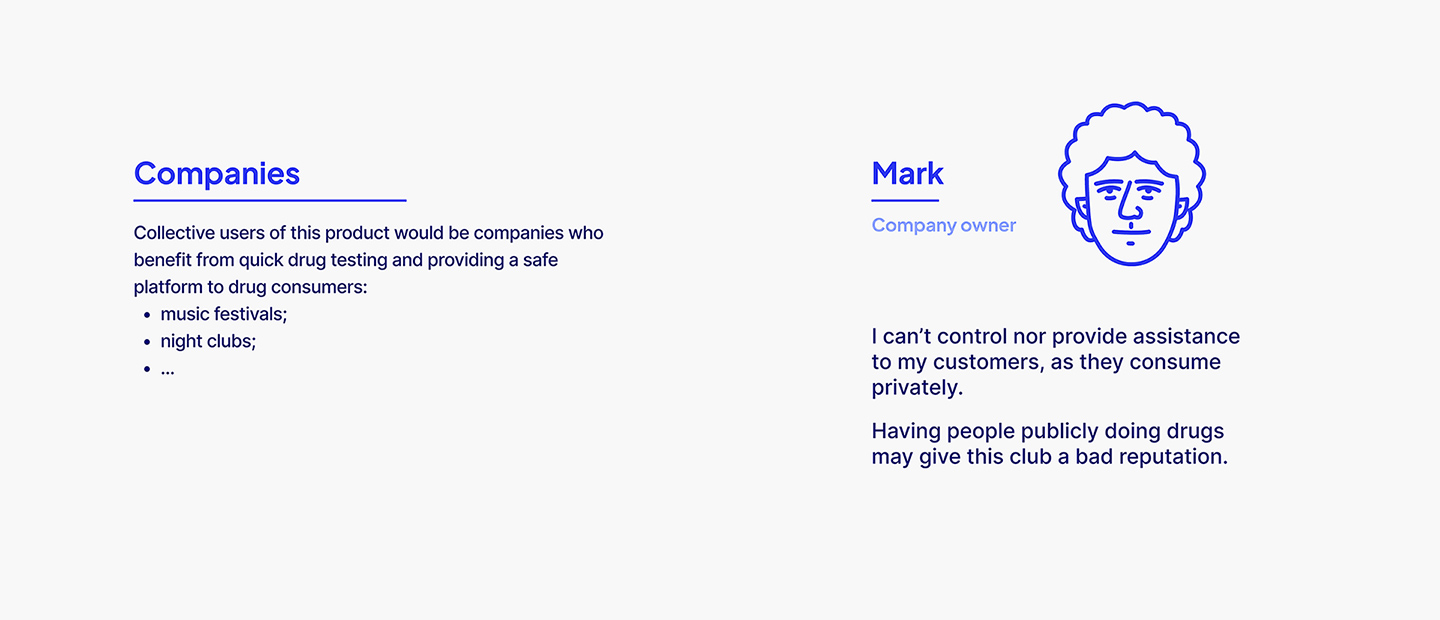 Companies
Collective users of this product would be companies who
benefit from quick drug testing and providing a safe
platform to drug consumers:
• music festivals;
• night clubs;
• ...
Mark
Company owner
I can’t control nor provide assistance
to my customers, as they consume
privately.
Having people publicly doing drugs
may give this club a bad reputation.